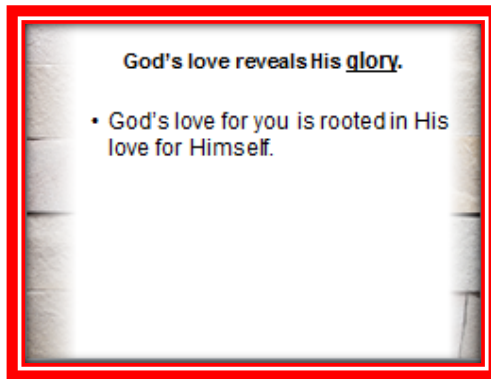 God's love reveals His glory.
• God's love for you is rooted in His
love for Himself.